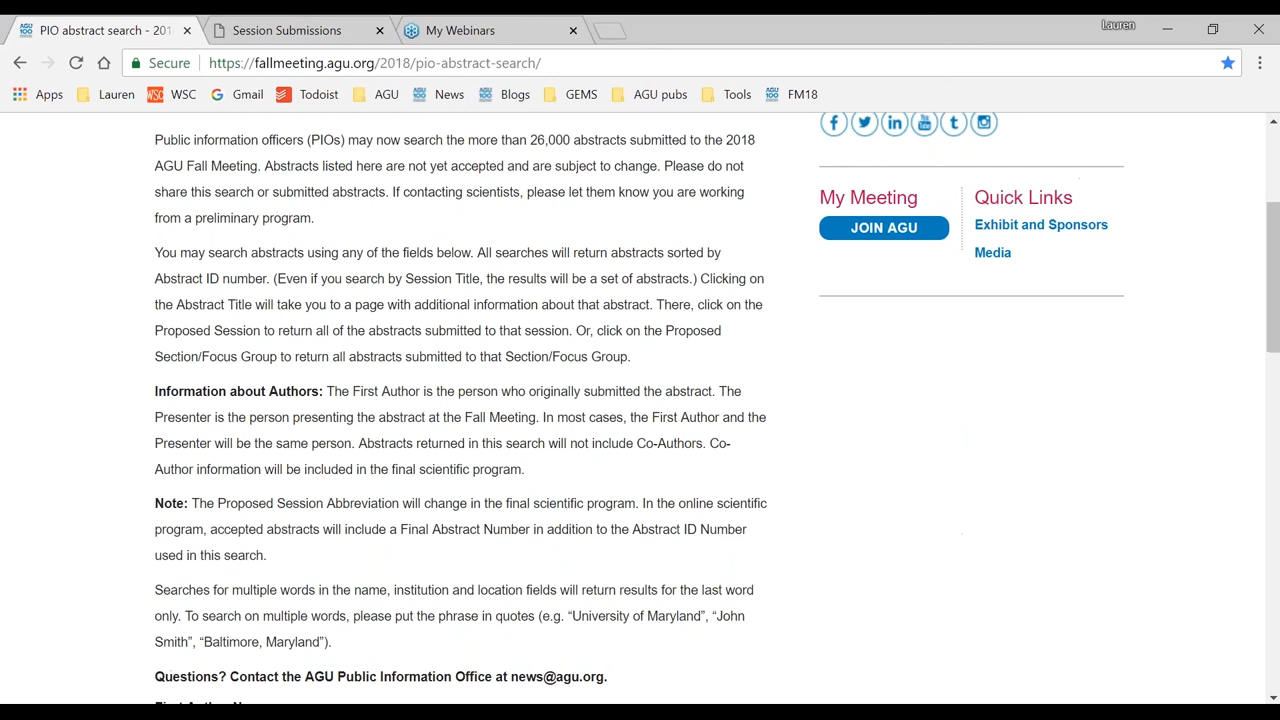 PIO abstract search - 201
Session Submissions
My Webinars
Lauren
Secure https://fallmeeting.agu.org/2018/pio-abstract-search/
Apps Lauren WSC WSC Gmail Todoist AGU News Blogs GEMS AGU pubs Tools FM18
Public information officers (PIOs) may now search the more than 26,000 abstracts submitted to the 2018
AGU Fall Meeting. Abstracts listed here are not yet accepted and are subject to change. Please do not
share this search or submitted abstracts. If contacting scientists, please let them know you are working
from a preliminary program.
You may search abstracts using any of the fields below. All searches will return abstracts sorted by
Abstract ID number. (Even if you search by Session Title, the results will be a set of abstracts.) Clicking on
the Abstract Title will take you to a page with additional information about that abstract. There, click on the
Proposed Session to return all of the abstracts submitted to that session. Or, click on the Proposed
Section/Focus Group to return all abstracts submitted to that Section/Focus Group.
Information about Authors: The First Author is the person who originally submitted the abstract. The
Presenter is the person presenting the abstract at the Fall Meeting. In most cases, the First Author and the
Presenter will be the same person. Abstracts returned in this search will not include Co-Authors. Co-
Author information will be included in the final scientific program.
Note: The Proposed Session Abbreviation will change in the final scientific program. In the online scientific
program, accepted abstracts will include a Final Abstract Number in addition to the Abstract ID Number
used in this search.
Searches for multiple words in the name, institution and location fields will return results for the last word
only. To search on multiple words, please put the phrase in quotes (e.g. “University of Maryland”, “John
Smith”, “Baltimore, Maryland”).
Questions? Contact the AGU Public Information Office at news@agu.org.
My Meeting
JOIN AGU
Quick Links
Exhibit and Sponsors
Media